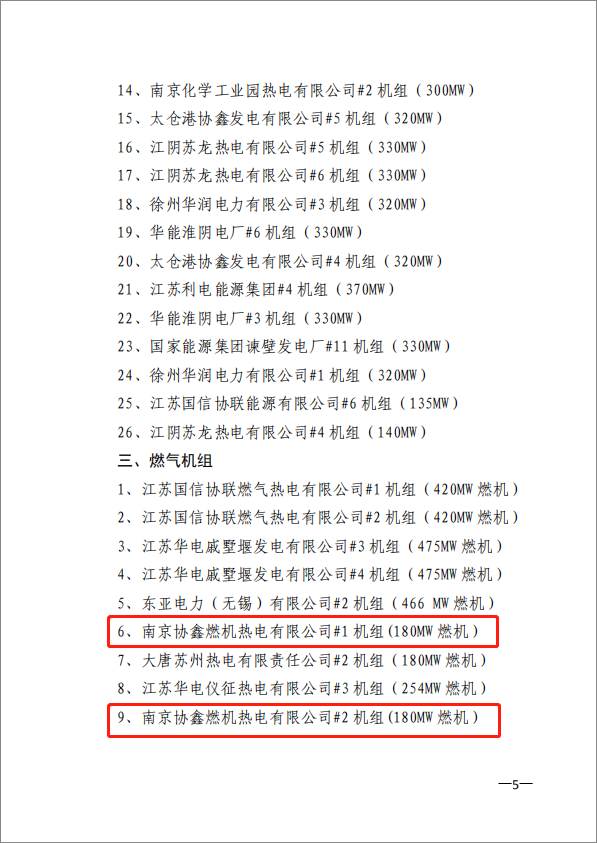 14、南京化学工业园热电有限公司#2 机组（300MW）
15、太仓港协鑫发电有限公司#5 机组（320MW）
16、江阴苏龙热电有限公司#5 机组（330MW）
17、江阴苏龙热电有限公司#6 机组（330MW）
18、徐州华润电力有限公司#3 机组（320MW）
19、华能淮阴电厂#6 机组（330MW）
20、太仓港协鑫发电有限公司#4 机组（320MW）
21、江苏利电能源集团#4 机组（370MW）
22、华能淮阴电厂#3 机组（330MW）
23、国家能源集团谏壁发电厂#11 机组（330MW）
24、徐州华润电力有限公司#1 机组（320MW）
25、江苏国信协联能源有限公司#6 机组（135MW）
26、江阴苏龙热电有限公司#4 机组（140MW）
三、燃气机组
1、江苏国信协联燃气热电有限公司#1 机组（420MW 燃机）
2、江苏国信协联燃气热电有限公司#2 机组（420MW 燃机）
3、江苏华电戚墅堰发电有限公司#3 机组（475MW 燃机）
4、江苏华电戚墅堰发电有限公司#4 机组（475MW 燃机）
5、东亚电力（无锡）有限公司#2 机组（466 MW 燃机）
6、南京协鑫燃机热电有限公司#1 机组(180MW 燃机）
7、大唐苏州热电有限责任公司#2 机组（180MW 燃机）
8、江苏华电仪征热电有限公司#3 机组（254MW 燃机）
9、南京协鑫燃机热电有限公司#2 机组(180MW 燃机）
—5—